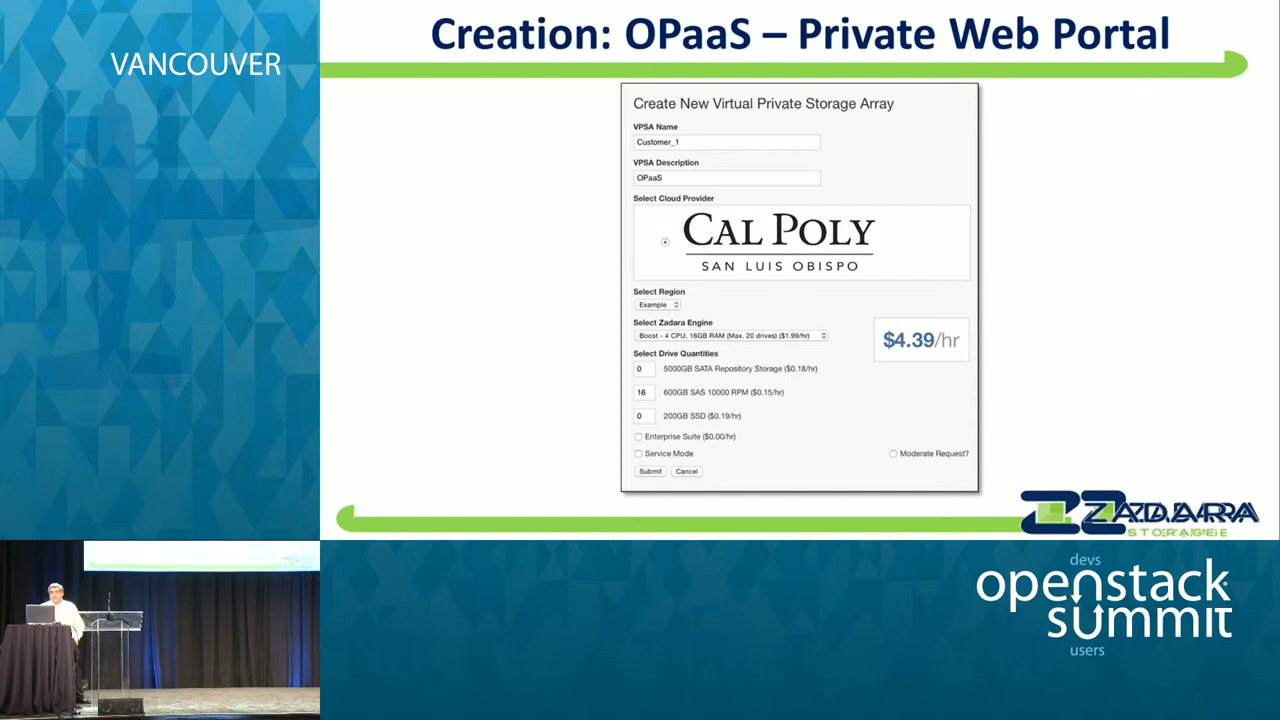 VANCOUVER
Creation: OPaaS – Private Web Portal
Create New Virtual Private Storage Array
VPSA Name
Customer_1
VPSA Description
OPaaS
Select Cloud Provider
CAL POLY
SAN LUIS OBISPO
Select Region
Example
Select Zadara Engine
Boost - 4 CPU, 16GB RAM (Max. 20 drives) ($1.99/hr)
$4.39/hr
Select Drive Quantities
0 5000GB SATA Repository Storage ($0.18/hr)
16 600GB SAS 10000 RPM ($0.15/hr)
0 200GB SSD ($0.19/hr)
Enterprise Suite ($0.00/hr)
Service Mode
Moderate Request?
Submit Cancel
ZADARA
STORAGE
devs
openstack
summit
users